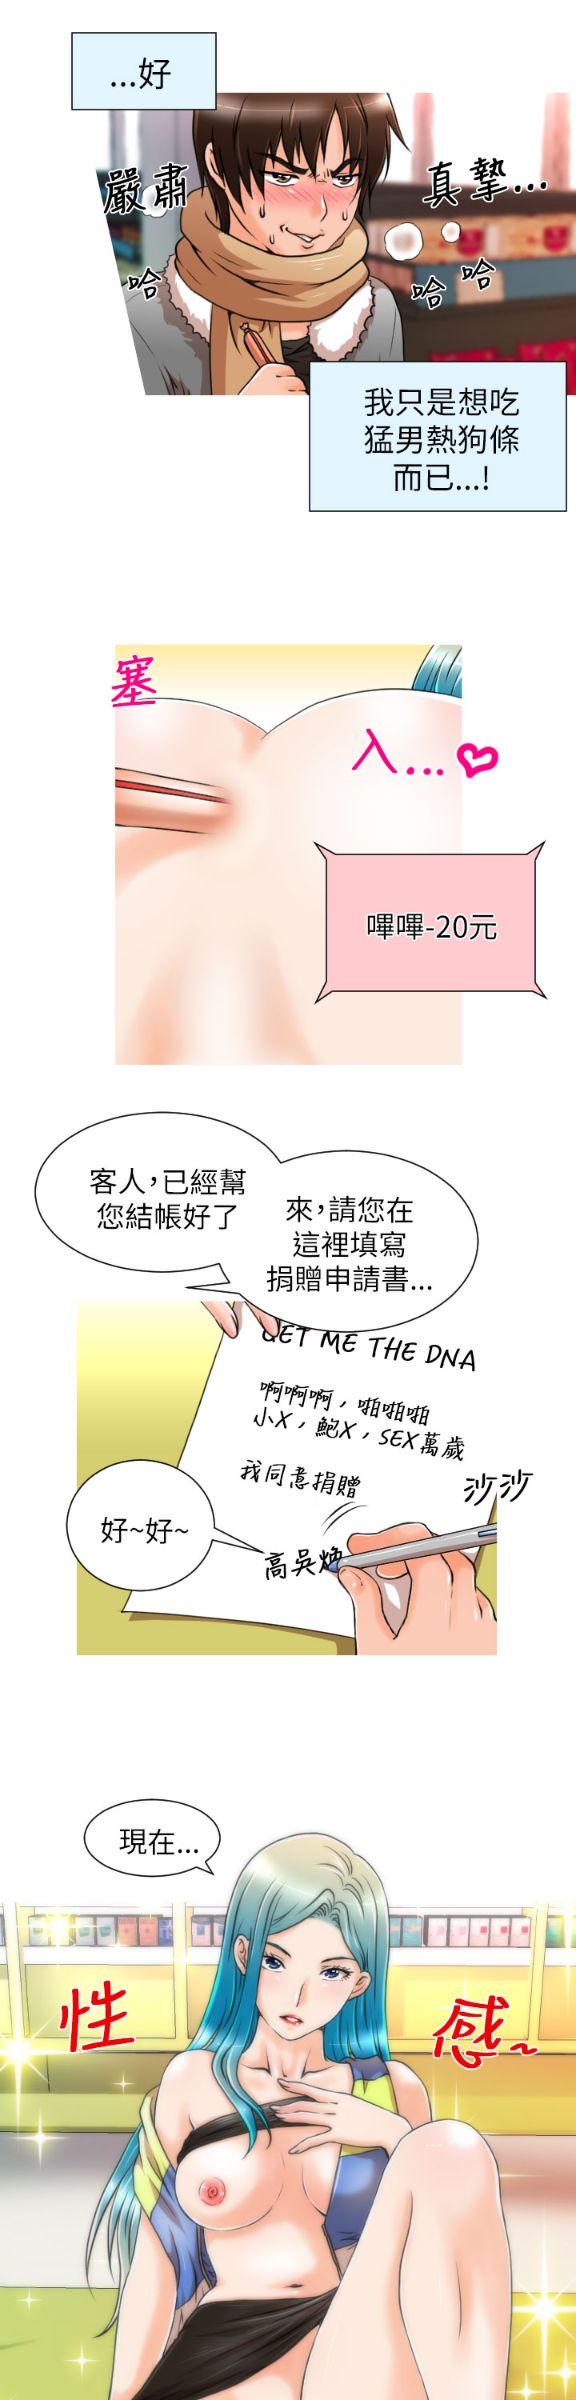 ...好
嚴肅
真摯...
哈
哈
哈
我只是想吃
猛男熱狗條
而已...!
塞
入...
嗶嗶-20元
客人,已經幫
您結帳好了
來,請您在
這裡填寫
捐贈申請書...
GET ME THE DNA
啊啊啊，啪啪啪
小X，鮑X，SEX萬歲
我同意捐贈
沙沙
好~好~
高吳煥
現在...
性
感~